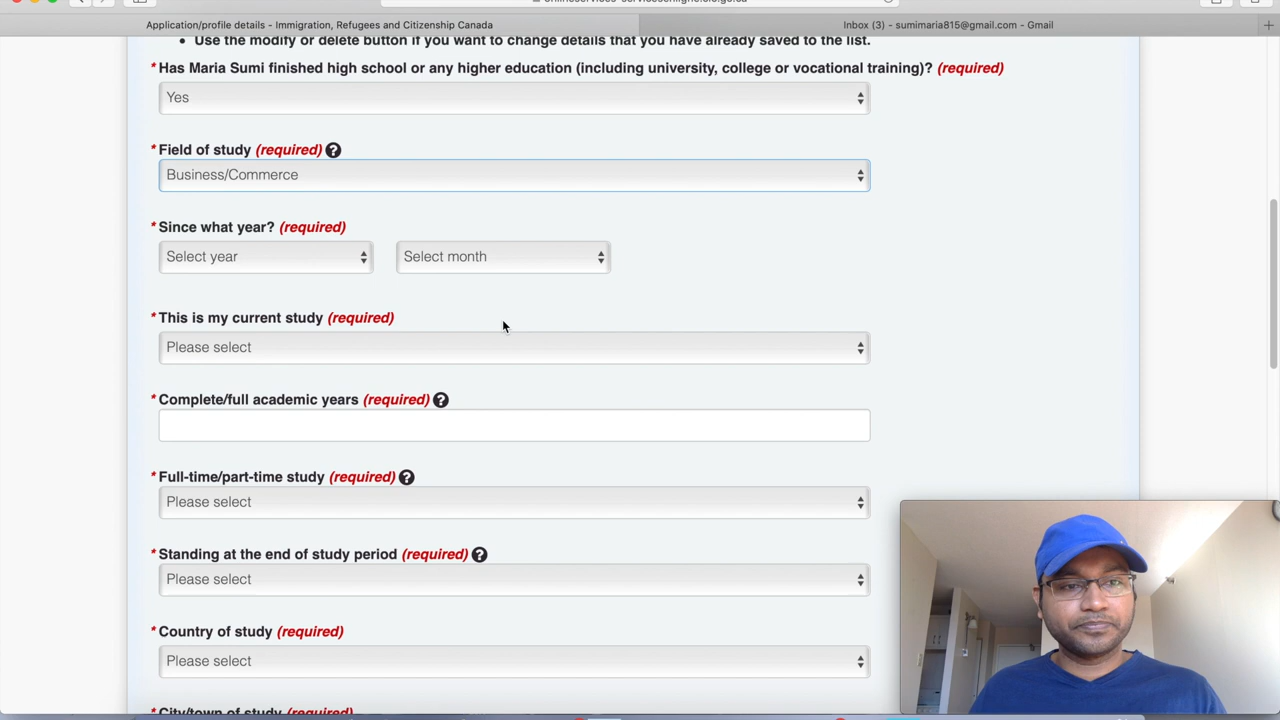 Application/profile details - Immigration, Refugees and Citizenship Canada
Inbox (3) - sumimaria815@gmail.com - Gmail
• Use the modify or delete button if you want to change details that you have already saved to the list.
* Has Maria Sumi finished high school or any higher education (including university, college or vocational training)? (required)
Yes
* Field of study (required) ?
Business/Commerce
* Since what year? (required)
Select year Select month
* This is my current study (required)
Please select
* Complete/full academic years (required) ?
* Full-time/part-time study (required) ?
Please select
* Standing at the end of study period (required) ?
Please select
* Country of study (required)
Please select
* City/town of study (required)